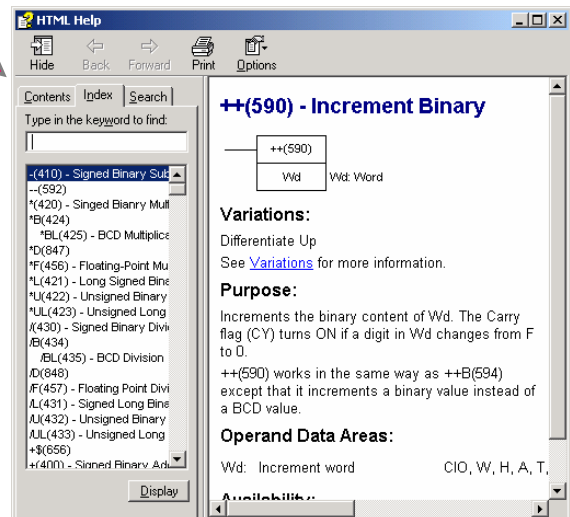 HTML Help
Hide Back Forward Print Options
Contents Index Search
Type in the keyword to find:
-(410) - Signed Binary Sub
--(592)
*(420) - Singed Bianry Mult
*B(424)
*BL(425) - BCD Multiplica
*D(847)
*F(456) - Floating-Point Mu
*L(421) - Long Signed Bina
*U(422) - Unsigned Binary
*UL(423) - Unsigned Long
/(430) - Signed Binary Divi
/B(434)
/BL(435) - BCD Division
/D(848)
/F(457) - Floating Point Divi
/L(431) - Signed Long Bina
/U(432) - Unsigned Binary
/UL(433) - Unsigned Long
+$(656)
+(400) - Signed Binary Ad
Display
++(590) - Increment Binary
++(590)
Wd Wd: Word
Variations:
Differentiate Up
See Variations for more information.
Purpose:
Increments the binary content of Wd. The Carry
flag (CY) turns ON if a digit in Wd changes from F
to 0.
++(590) works in the same way as ++B(594)
except that it increments a binary value instead of
a BCD value.
Operand Data Areas:
Wd: Increment word CIO, W, H, A, T,
Availability: